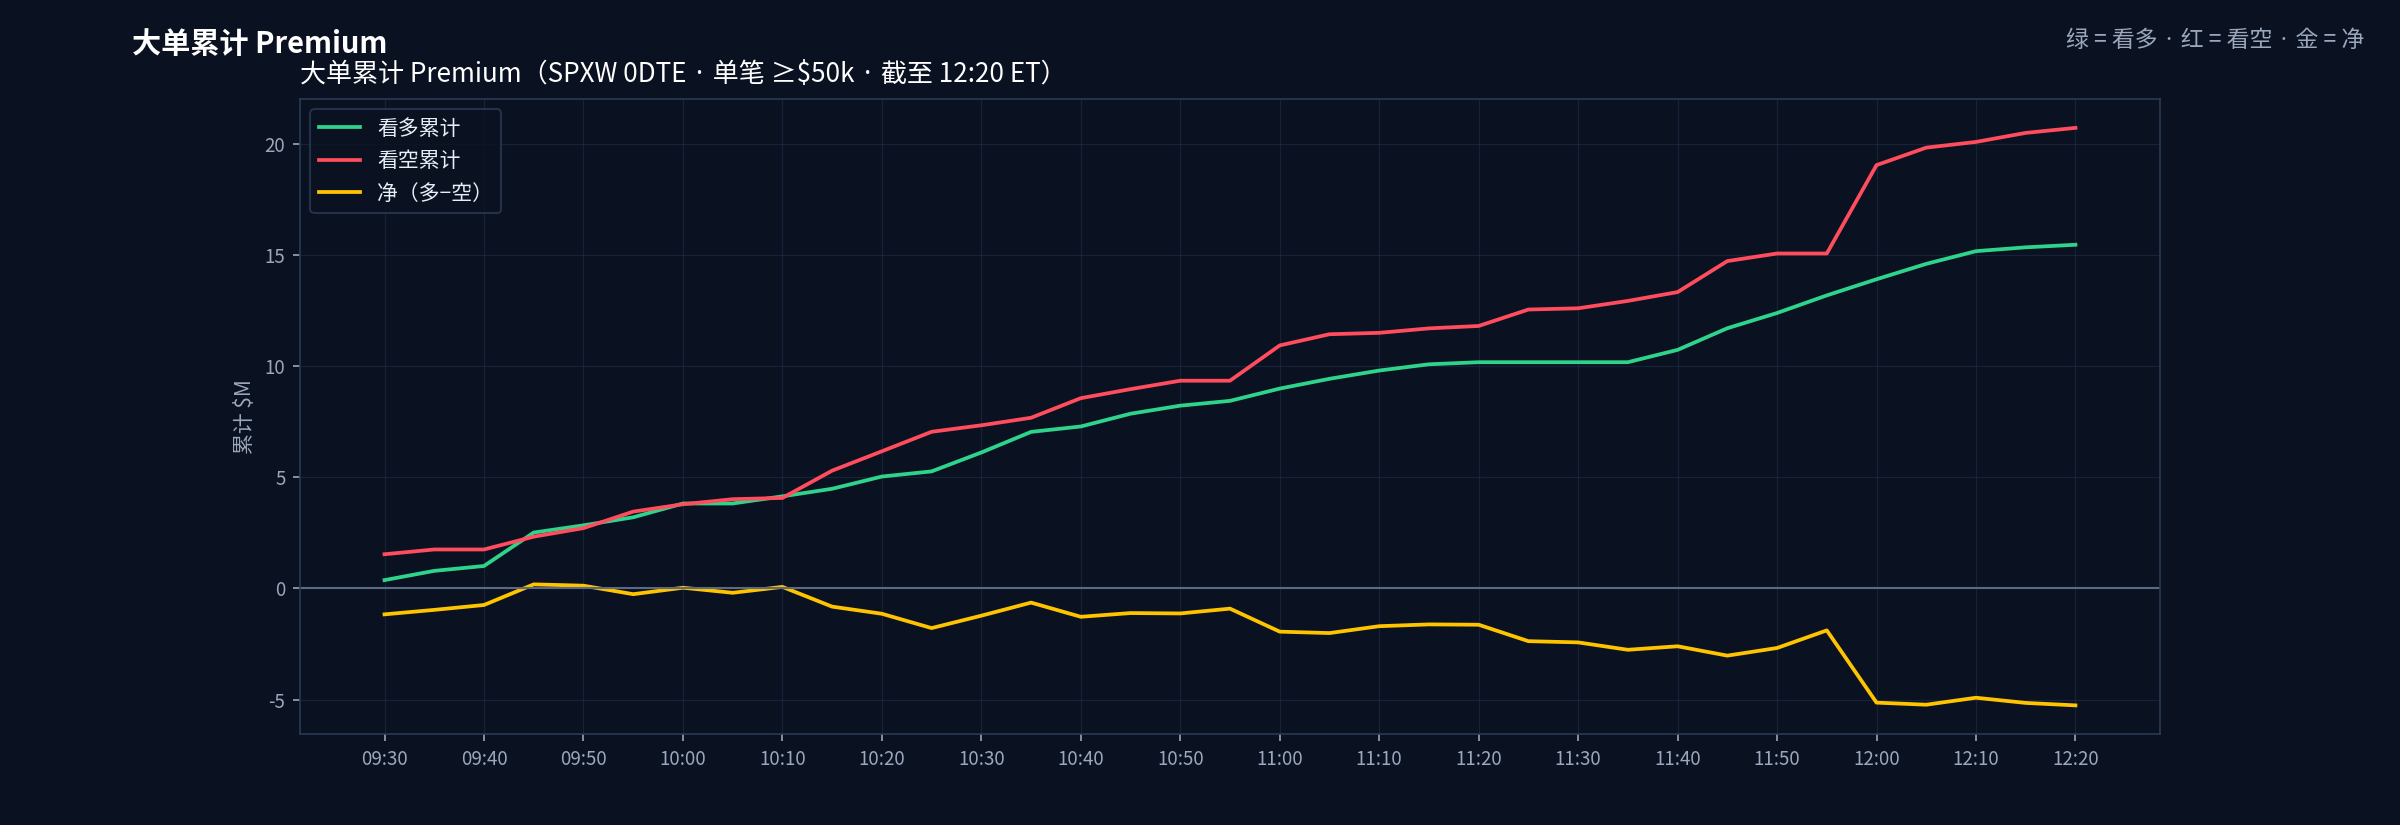 大单累计 Premium
绿 = 看多 · 红 = 看空 · 金 = 净
大单累计 Premium（SPXW 0DTE · 单笔 ≥$50k · 截至 12:20 ET）
看多累计
看空累计
净（多−空）
累计 $M
20
15
10
5
0
-5
09:30 09:40 09:50 10:00 10:10 10:20 10:30 10:40 10:50 11:00 11:10 11:20 11:30 11:40 11:50 12:00 12:10 12:20